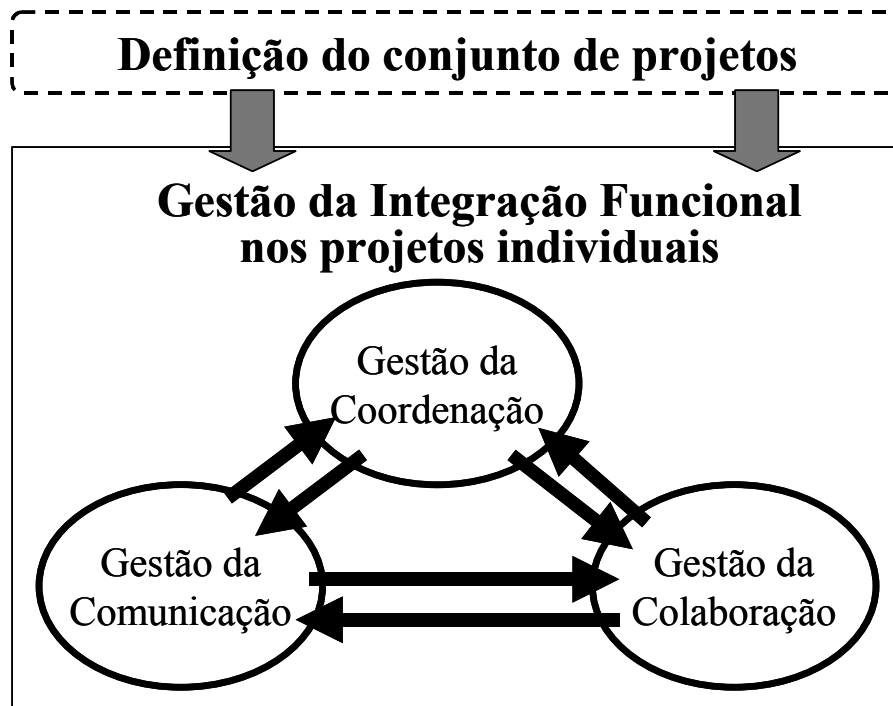 Definição do conjunto de projetos
Gestão da Integração Funcional
nos projetos individuais
Gestão da
Coordenação
Gestão da
Comunicação
Gestão da
Colaboração